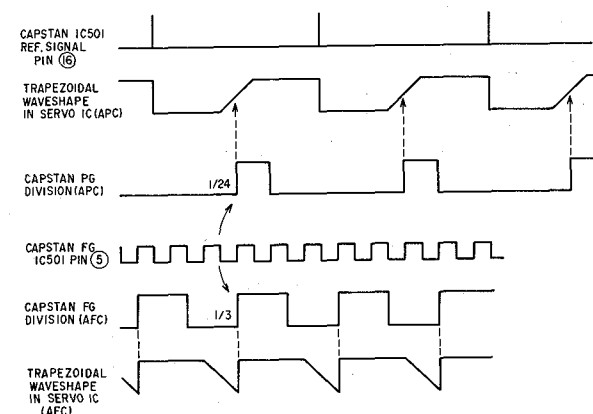 CAPSTAN IC501
REF. SIGNAL
PIN 16
TRAPEZOIDAL
WAVESHAPE
IN SERVO IC(APC)
CAPSTAN PG
DIVISION(APC)
1/24
CAPSTAN FG
IC501 PIN 5
CAPSTAN FG
DIVISION (AFC)
1/3
TRAPEZOIDAL
WAVESHAPE
IN SERVO IC
(AFC)